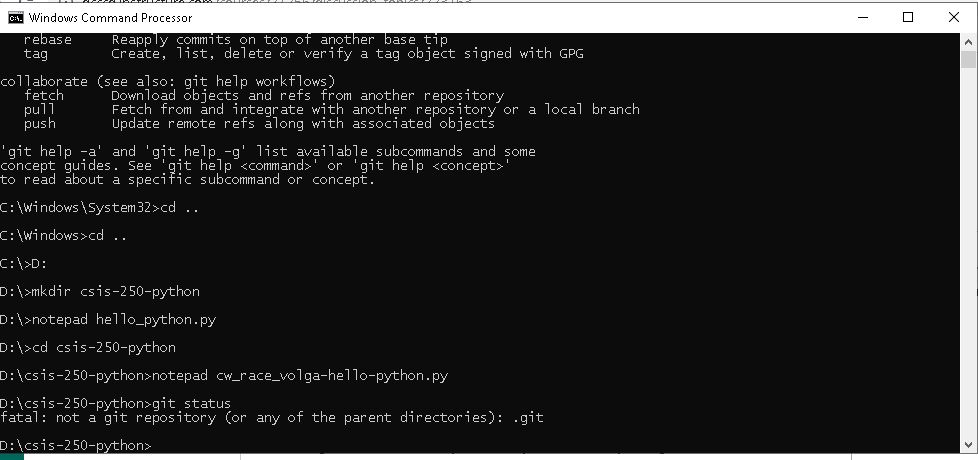 Windows Command Processor
rebase Reapply commits on top of another base tip
tag Create, list, delete or verify a tag object signed with GPG
collaborate (see also: git help workflows)
fetch Download objects and refs from another repository
pull Fetch from and integrate with another repository or a local branch
push Update remote refs along with associated objects
'git help -a' and 'git help -g' list available subcommands and some
concept guides. See 'git help <command>' or 'git help <concept>'
to read about a specific subcommand or concept.
C:\Windows\System32>cd ..
C:\Windows>cd ..
C:\>D:
D:\>mkdir csis-250-python
D:\>notepad hello_python.py
D:\>cd csis-250-python
D:\csis-250-python>notepad cw_race_volga-hello-python.py
D:\csis-250-python>git status
fatal: not a git repository (or any of the parent directories): .git
D:\csis-250-python>